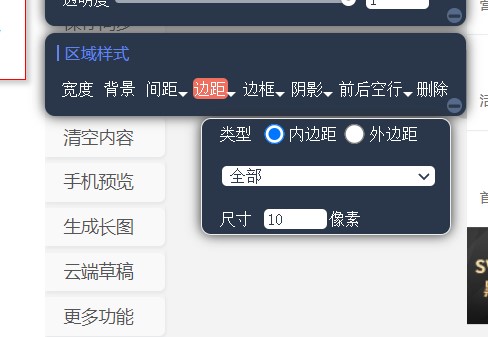 透明度 1
保存同步
区域样式
宽度 背景 间距 边距 边框 阴影 前后空行 删除
清空内容
类型 内边距 外边距
手机预览
全部
生成长图
尺寸 10 像素
云端草稿
更多功能
活
首